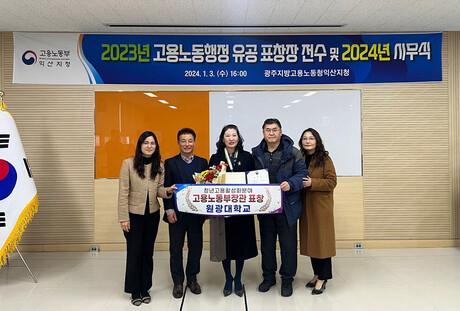 고용노동부
익산지청
2023년 고용노동행정 유공 표창장 전수 및 2024년 시무식
2024. 1. 3. (수) 16:00
광주지방고용노동청익산지청
청년고용활성화분야
고용노동부장관 표창
원광대학교